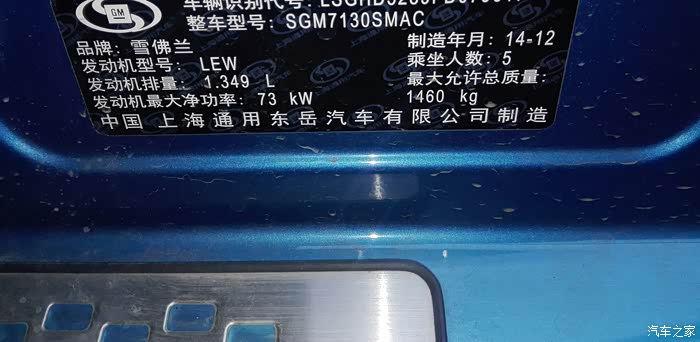 GM
整车型号: SGM7130SMAC
品牌: 雪佛兰
制造年月: 14-12
发动机型号: LEW
乘坐人数: 5
发动机排量: 1.349 L
最大允许总质量:
发动机最大净功率: 73 kW
1460 kg
中国 上海通用东岳汽车有限公司制造
汽车之家